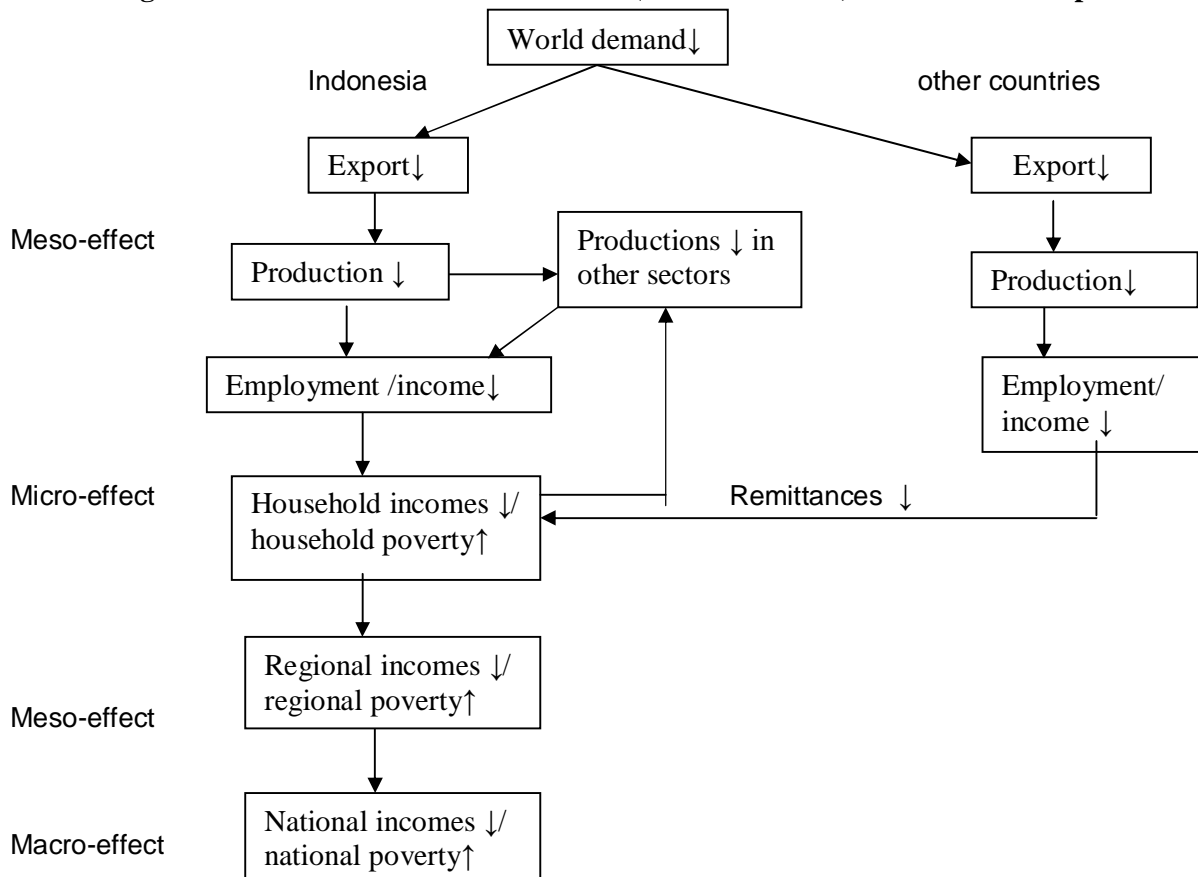 World demand↓
Indonesia
other countries
Export↓
Export↓
Meso-effect
Production ↓
Productions ↓ in
other sectors
Production↓
Employment /income↓
Employment/
income ↓
Micro-effect
Household incomes ↓/
household poverty↑
Remittances ↓
Regional incomes ↓/
regional poverty↑
Meso-effect
National incomes ↓/
national poverty↑
Macro-effect